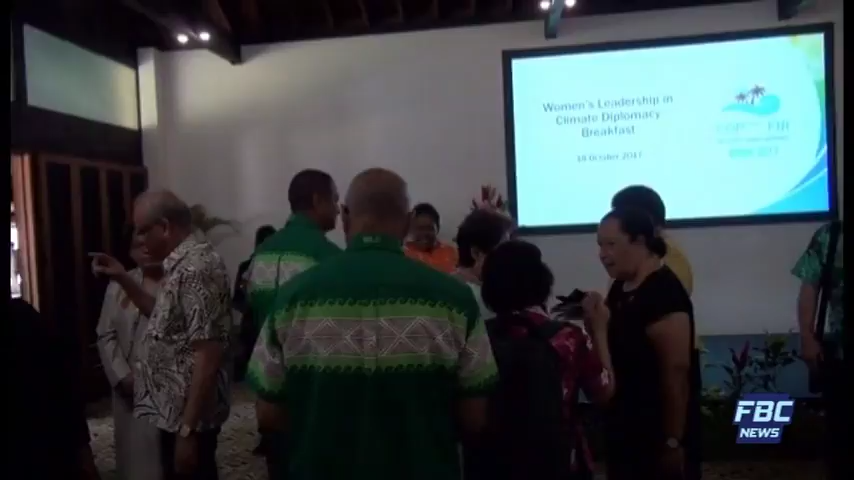 Women's Leadership in
Climate Diplomacy
Breakfast
18 October 2017
FBC
NEWS